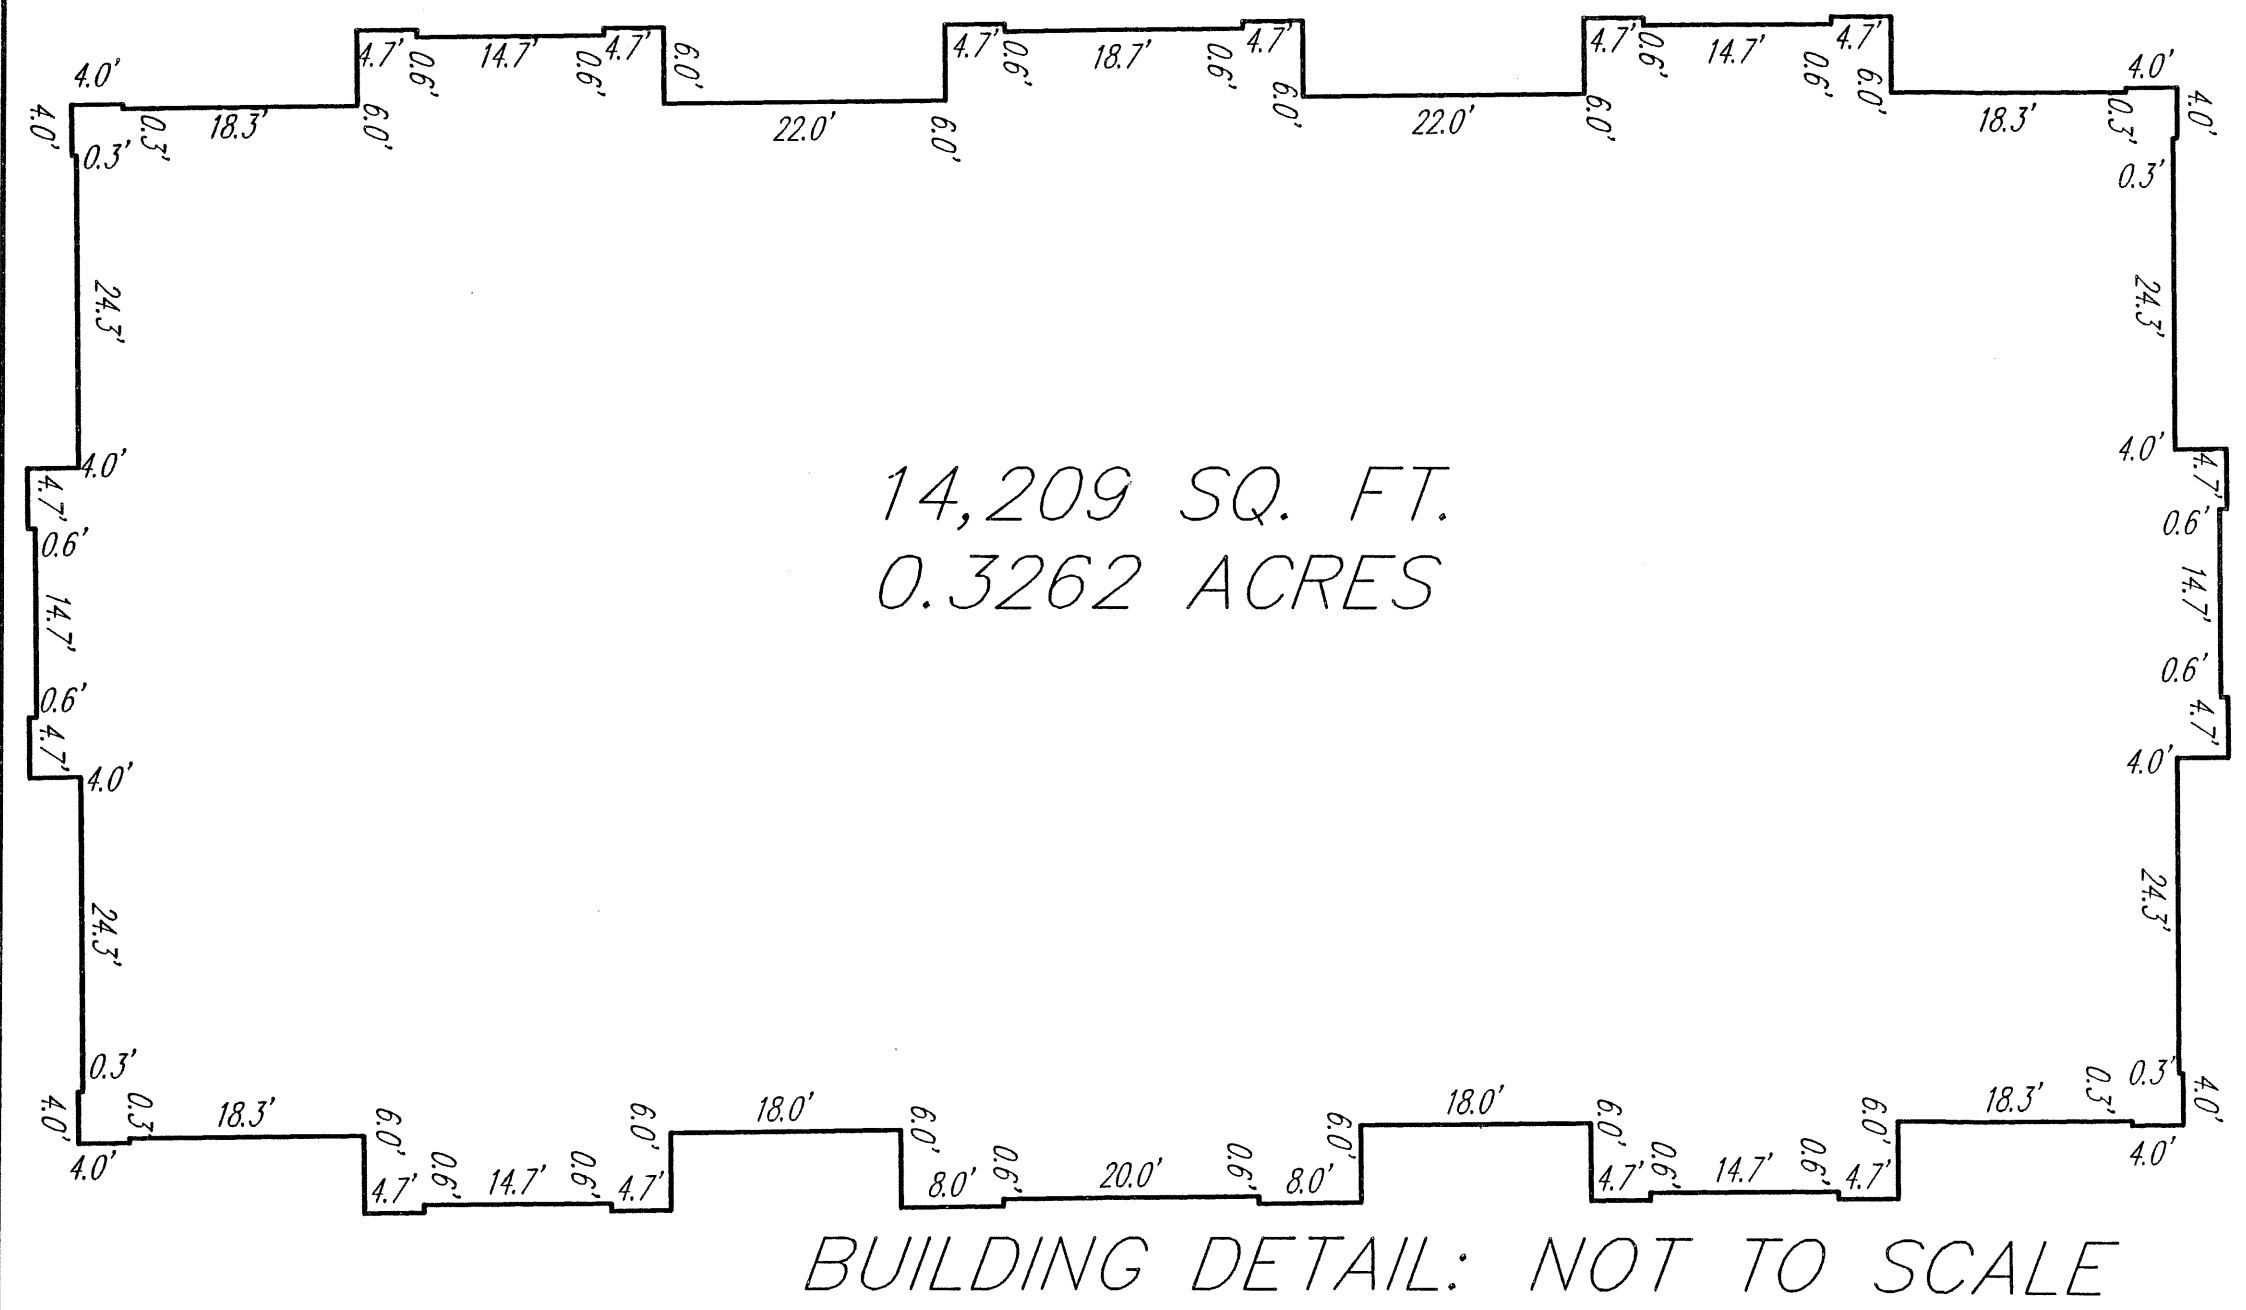 4.7' 14.7' 4.7' 4.7' 18.7' 4.7' 4.7' 14.7' 4.7'
0.6' 0.6' 6.0' 0.6' 0.6' 0.6' 0.6'
4.0' 6.0' 6.0' 4.0'
4.0' 0.3' 18.3' 6.0' 22.0' 6.0' 22.0' 6.0' 18.3' 0.3' 4.0'
0.3' 0.3'
24.3' 24.3'
4.0' 4.0'
4.7' 4.7'
14,209 SQ. FT.
0.6' 0.6'
0.3262 ACRES
14.7' 14.7'
0.6' 0.6'
4.7' 4.7'
4.0' 4.0'
24.3' 24.3'
0.3' 0.3'
4.0' 0.3' 18.3' 6.0' 6.0' 18.0' 6.0' 6.0' 18.0' 6.0' 6.0' 18.3' 0.3' 4.0'
4.0' 0.6' 0.6' 0.6' 0.6' 0.6' 0.6' 4.0'
4.7' 14.7' 4.7' 8.0' 20.0' 8.0' 4.7' 14.7' 4.7'
BUILDING DETAIL: NOT TO SCALE